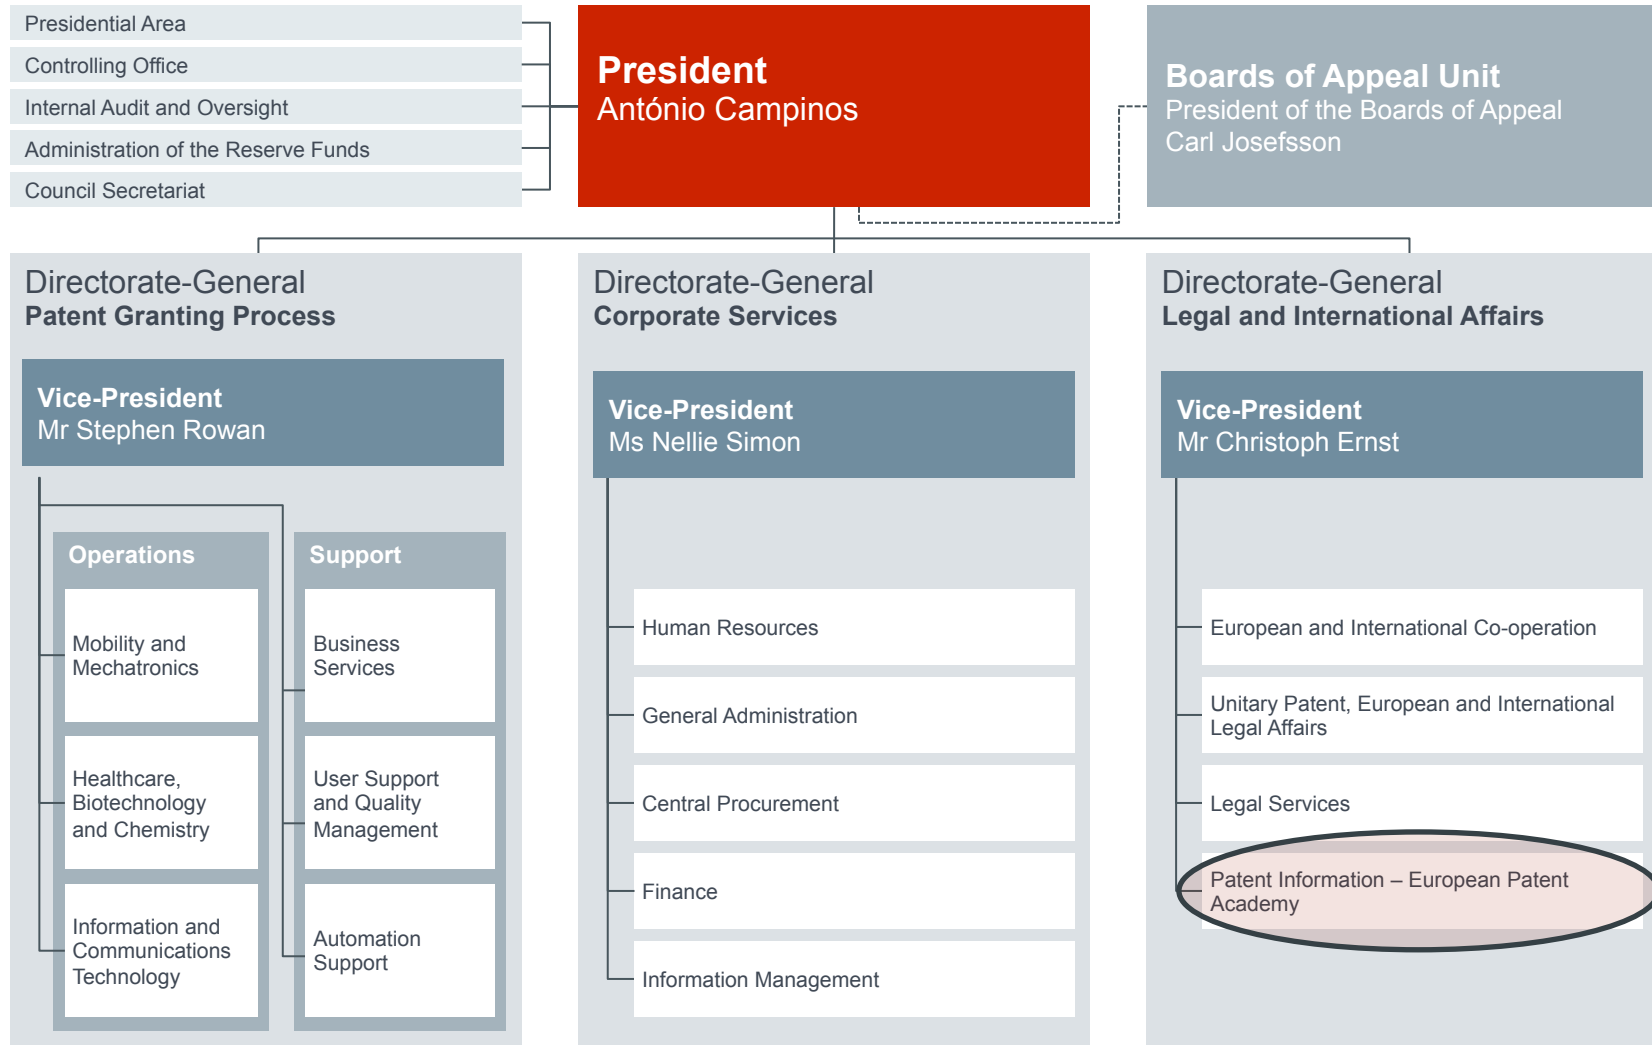 Presidential Area
Controlling Office
Internal Audit and Oversight
Administration of the Reserve Funds
Council Secretariat
President
António Campinos
Boards of Appeal Unit
President of the Boards of Appeal
Carl Josefsson
Directorate-General
Patent Granting Process
Vice-President
Mr Stephen Rowan
Operations
Mobility and
Mechatronics
Healthcare,
Biotechnology
and Chemistry
Information and
Communications
Technology
Support
Business
Services
User Support
and Quality
Management
Automation
Support
Directorate-General
Corporate Services
Vice-President
Ms Nellie Simon
Human Resources
General Administration
Central Procurement
Finance
Information Management
Directorate-General
Legal and International Affairs
Vice-President
Mr Christoph Ernst
European and International Co-operation
Unitary Patent, European and International
Legal Affairs
Legal Services
Patent Information – European Patent
Academy